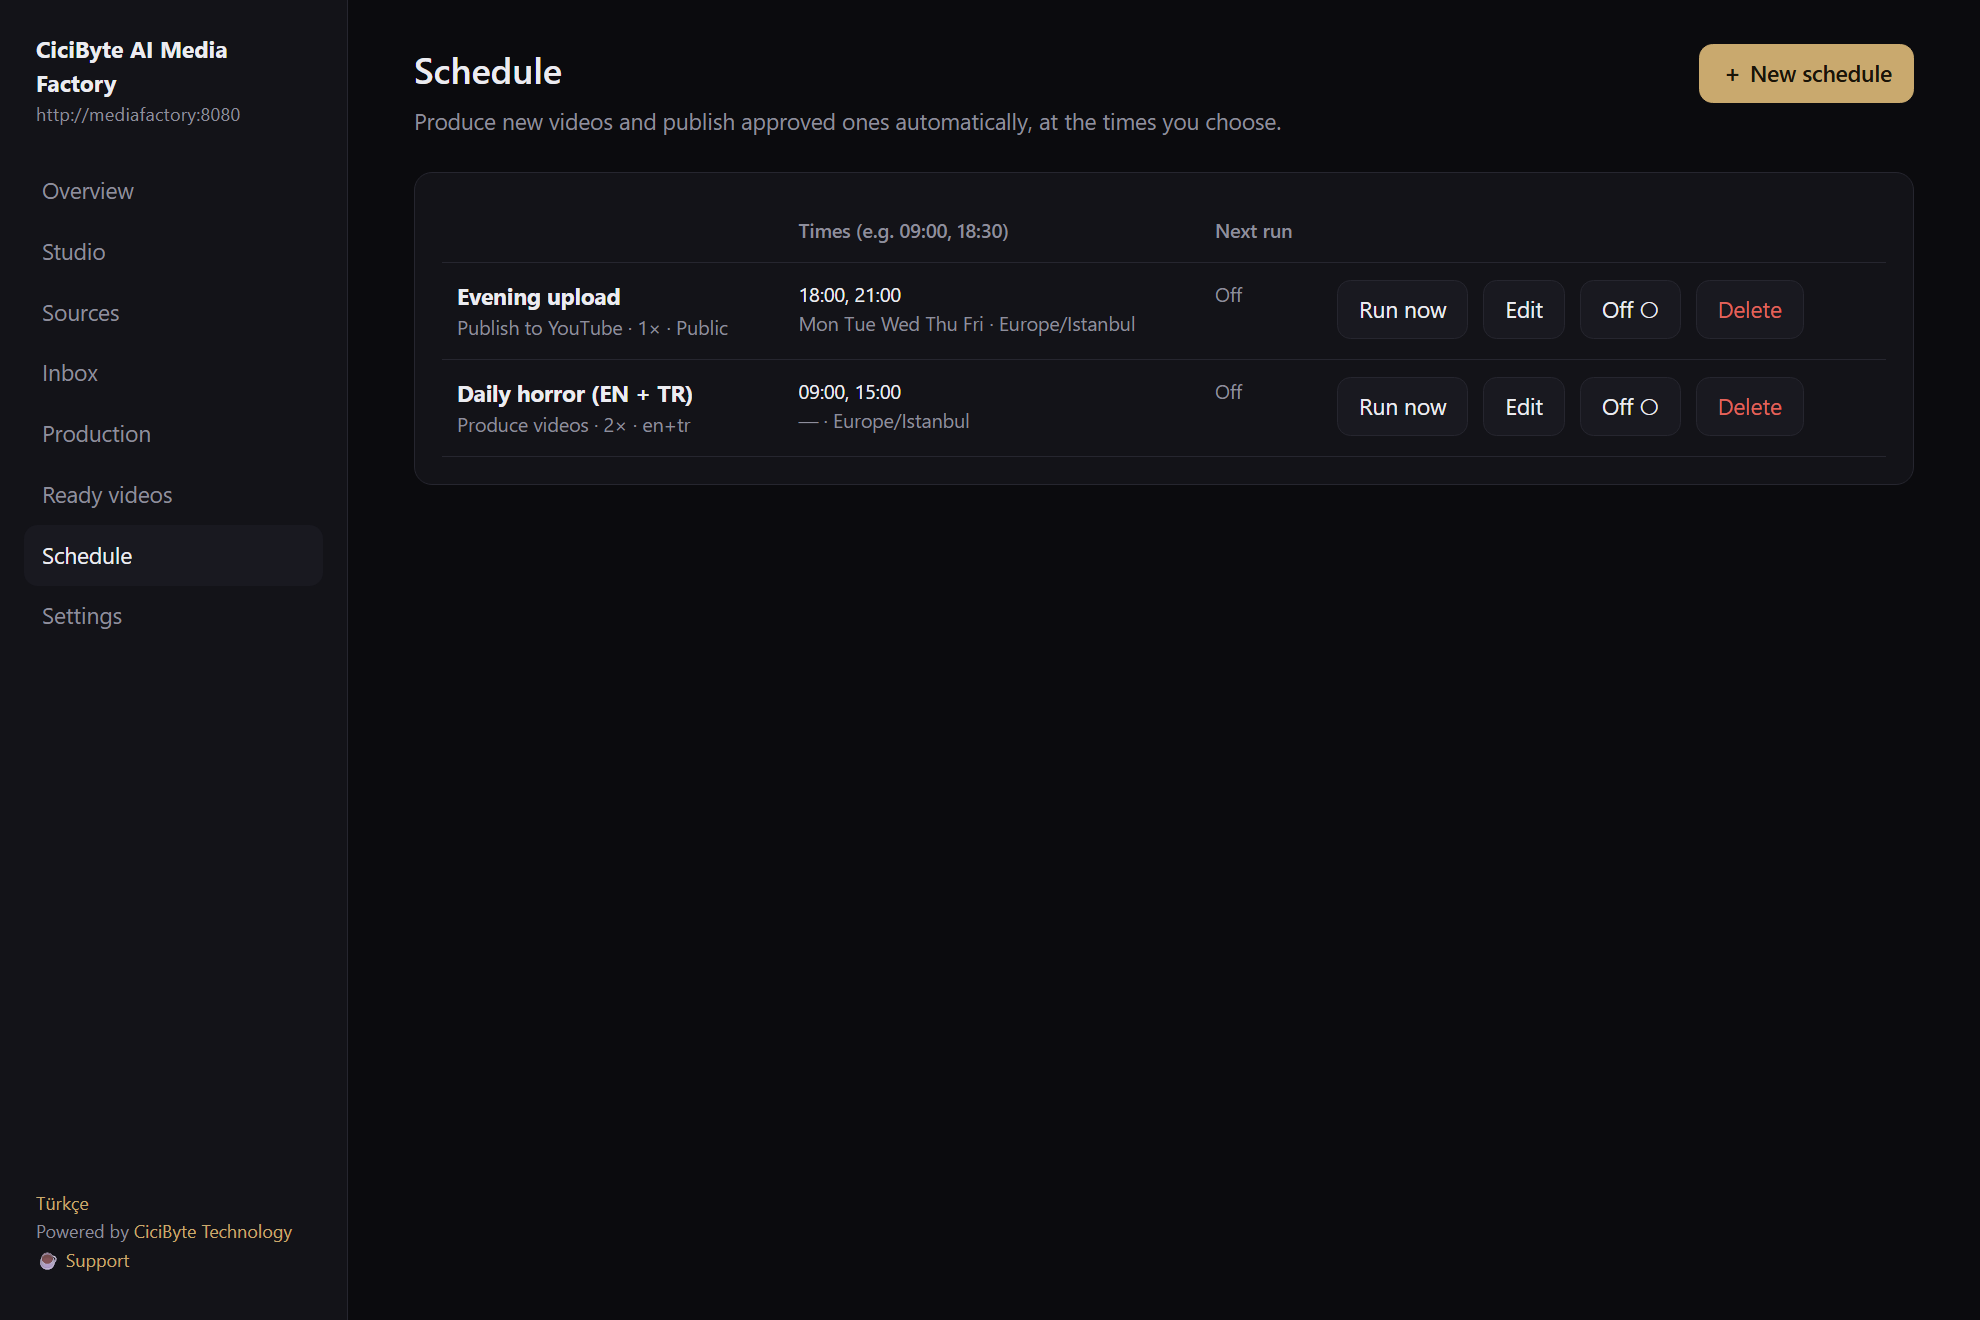 CiciByte AI Media
Factory
http://mediafactory:8080
Overview
Studio
Sources
Inbox
Production
Ready videos
Schedule
Settings
Türkçe
Powered by CiciByte Technology
Support
Schedule
+ New schedule
Produce new videos and publish approved ones automatically, at the times you choose.
Times (e.g. 09:00, 18:30) Next run
Evening upload 18:00, 21:00 Off Run now Edit Off Delete
Publish to YouTube · 1× · Public Mon Tue Wed Thu Fri · Europe/Istanbul
Daily horror (EN + TR) 09:00, 15:00 Off Run now Edit Off Delete
Produce videos · 2× · en+tr — · Europe/Istanbul